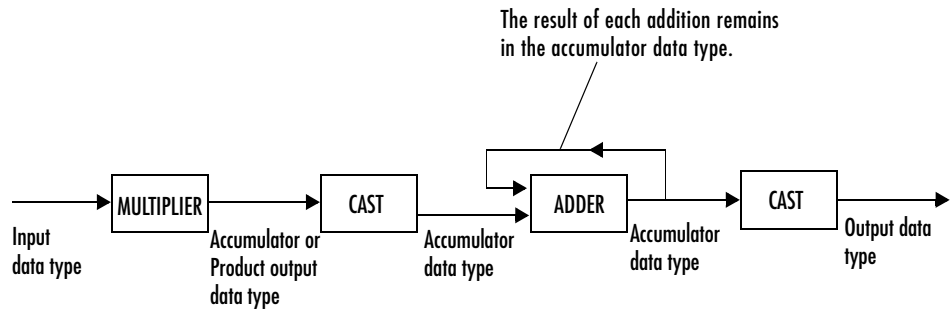 The result of each addition remains
in the accumulator data type.
MULTIPLIER
CAST
ADDER
CAST
Input
data type
Accumulator or
Product output
data type
Accumulator
data type
Accumulator
data type
Output data
type